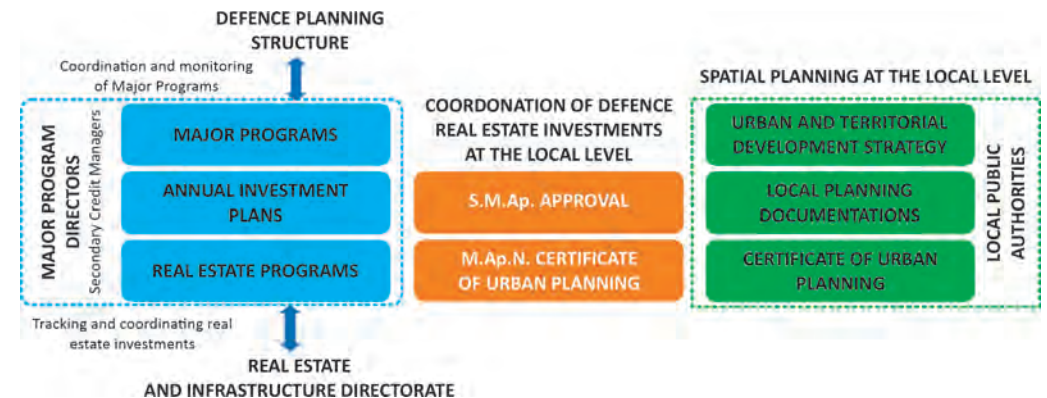 DEFENCE PLANNING
STRUCTURE
Coordination and monitoring
of Major Programs
MAJOR PROGRAM
DIRECTORS
Secondary Credit Managers
MAJOR PROGRAMS
ANNUAL INVESTMENT
PLANS
REAL ESTATE PROGRAMS
Tracking and coordinating real
estate investments
REAL ESTATE
AND INFRASTRUCTURE DIRECTORATE
COORDONATION OF DEFENCE
REAL ESTATE INVESTMENTS
AT THE LOCAL LEVEL
S.M.Ap. APPROVAL
M.Ap.N. CERTIFICATE
OF URBAN PLANNING
SPATIAL PLANNING AT THE LOCAL LEVEL
URBAN AND TERRITORIAL
DEVELOPMENT STRATEGY
LOCAL PLANNING
DOCUMENTATIONS
CERTIFICATE OF URBAN
PLANNING
LOCAL PUBLIC
AUTHORITIES